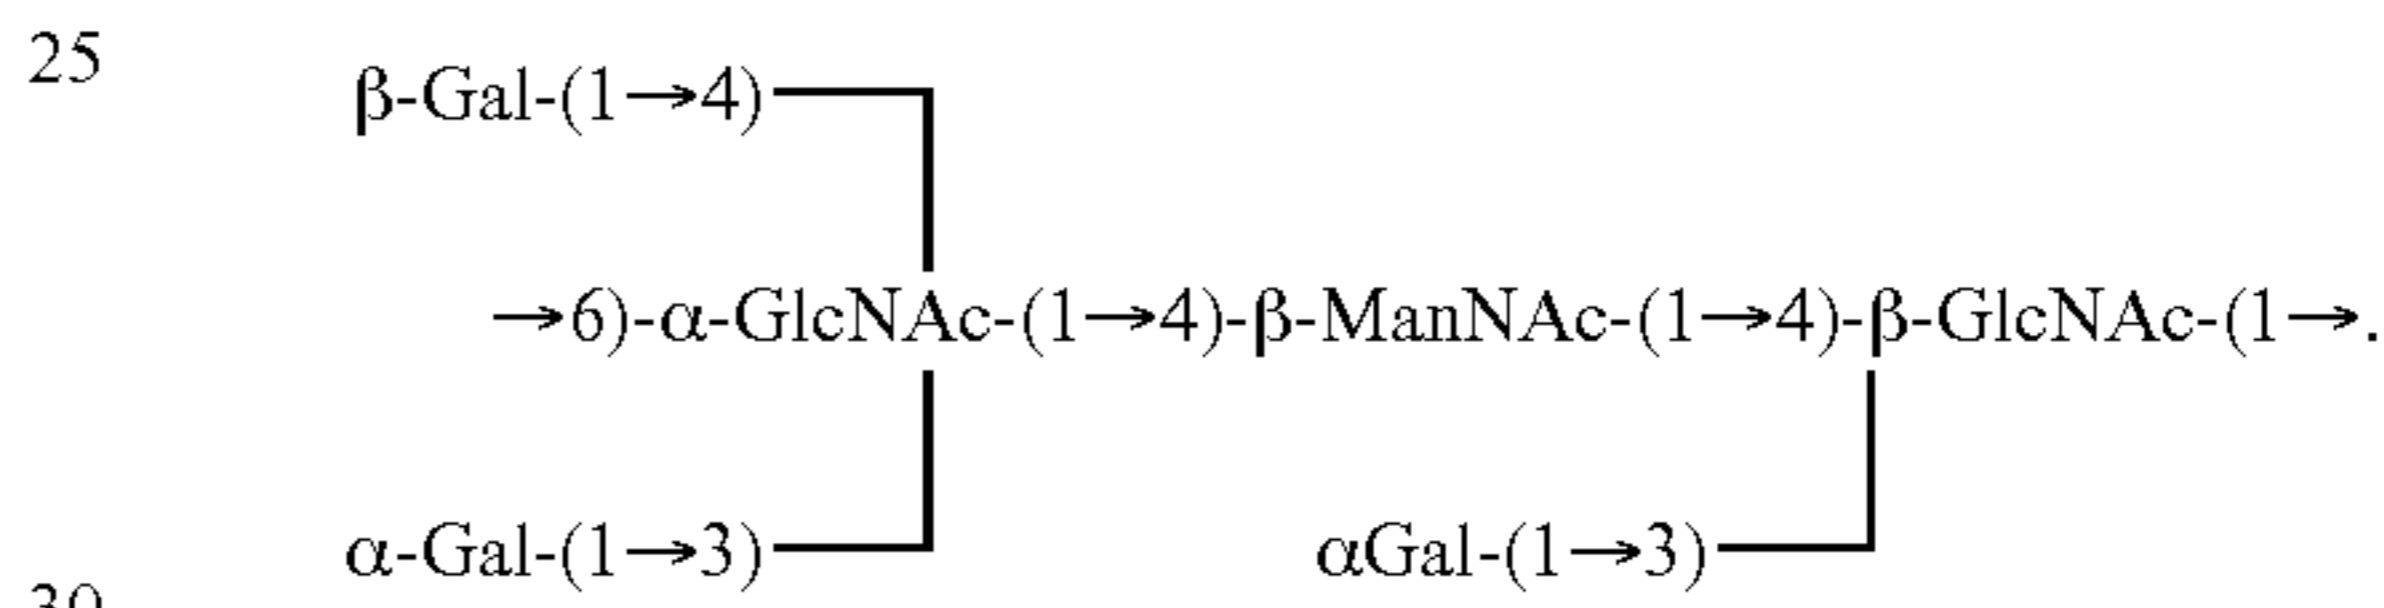 25
β-Gal-(1→4)
→6)-α-GlcNAc-(1→4)-β-ManNAc-(1→4)-β-GlcNAc-(1→.
α-Gal-(1→3) αGal-(1→3)
30